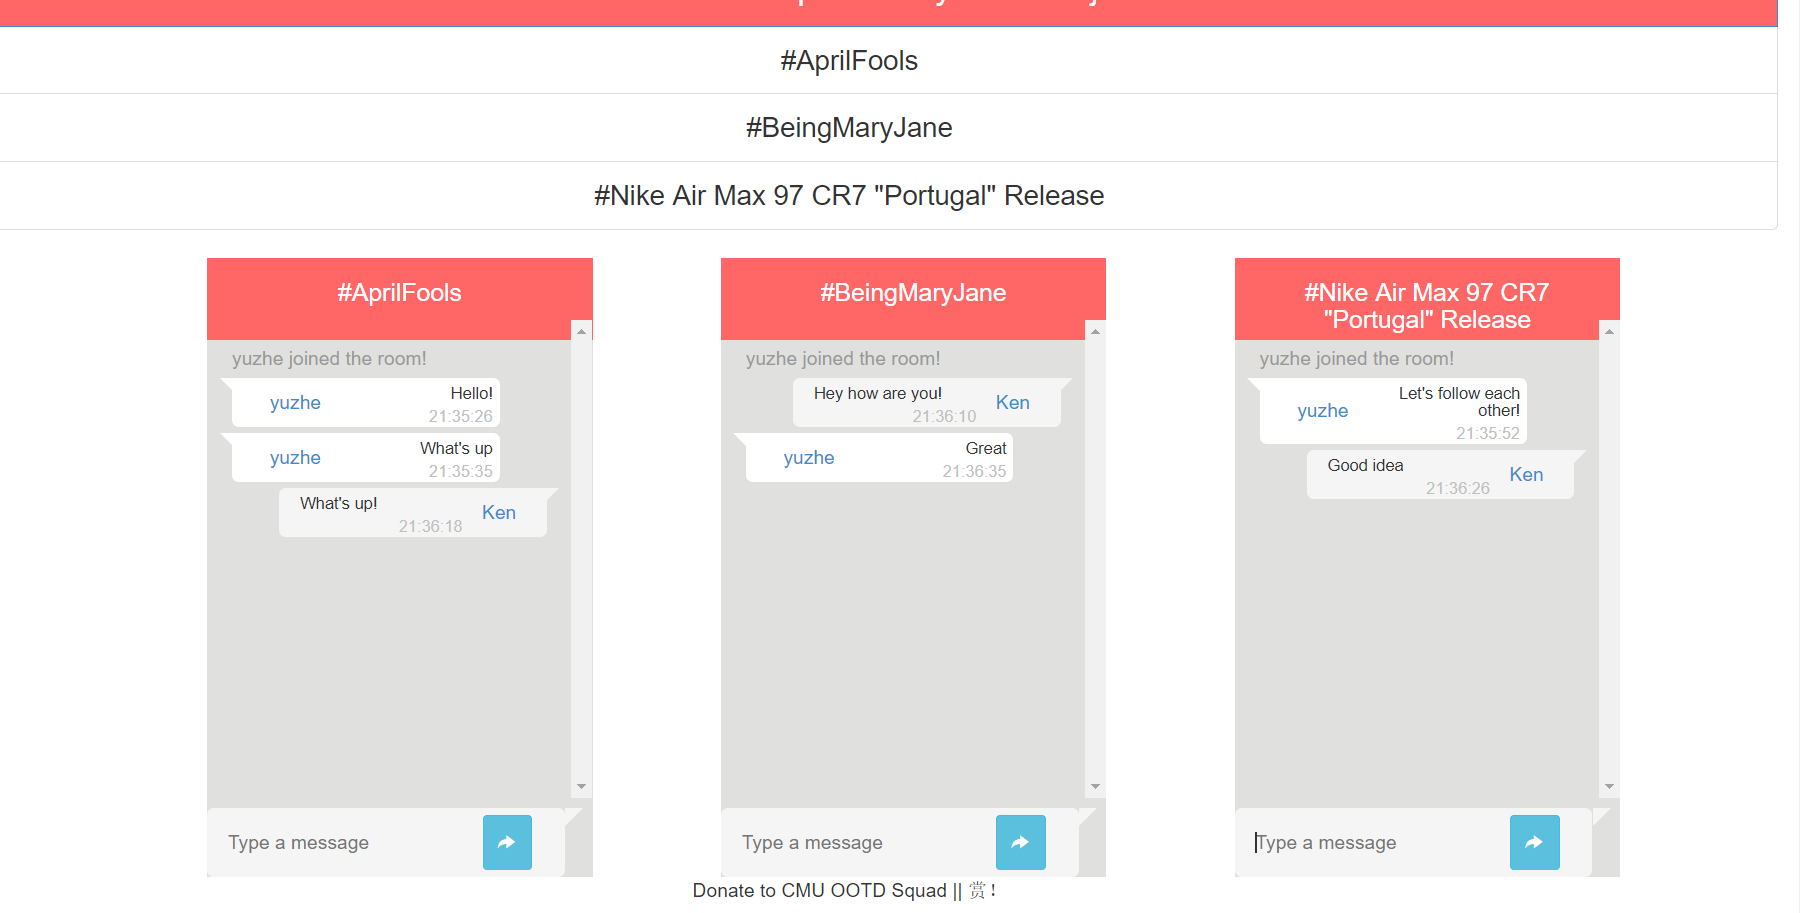 #AprilFools
#BeingMaryJane
#Nike Air Max 97 CR7 "Portugal" Release
#AprilFools
yuzhe joined the room!
yuzhe
Hello!
21:35:26
yuzhe
What's up
21:35:35
What's up!
21:36:18
Ken
Type a message
#BeingMaryJane
yuzhe joined the room!
Hey how are you!
21:36:10
Ken
yuzhe
Great
21:36:35
Type a message
#Nike Air Max 97 CR7
"Portugal" Release
yuzhe joined the room!
yuzhe
Let's follow each
other!
21:35:52
Good idea
21:36:26
Ken
Type a message
Donate to CMU OOTD Squad || 赏！